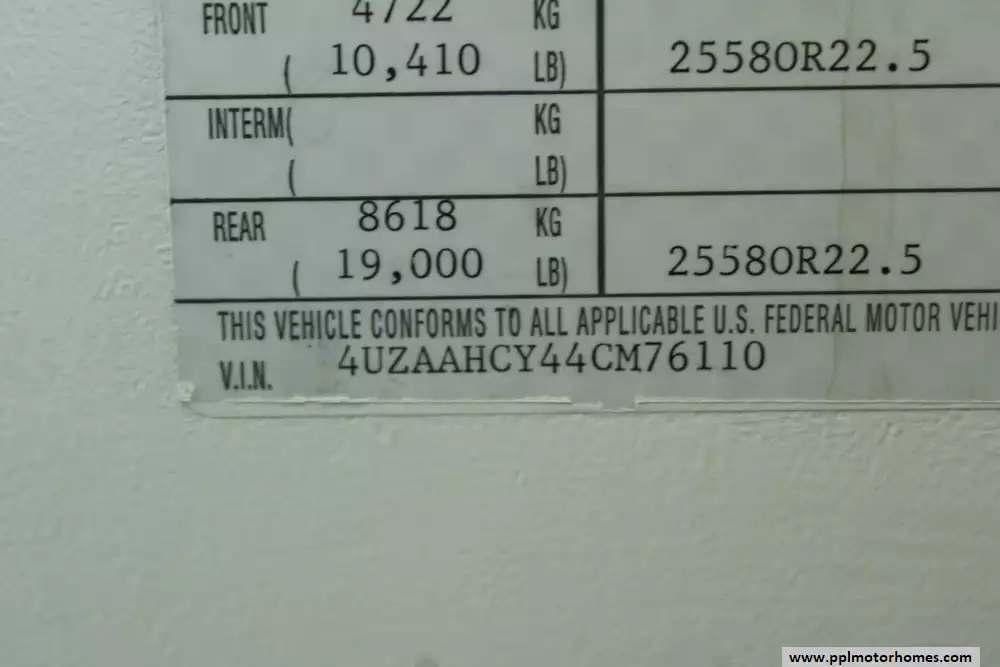 FRONT 4722 KG
( 10,410 LB) 25580R22.5
INTERM( KG
( LB)
REAR 8618 KG
( 19,000 LB) 25580R22.5
THIS VEHICLE CONFORMS TO ALL APPLICABLE U.S. FEDERAL MOTOR VEHI
V.I.N. 4UZAAHCY44CM76110
www.pplmotorhomes.com